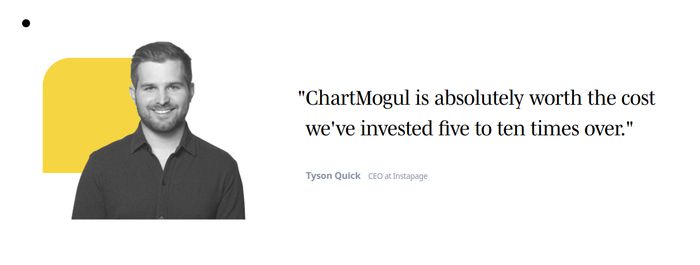 "ChartMogul is absolutely worth the cost
we've invested five to ten times over."
Tyson Quick CEO at Instapage